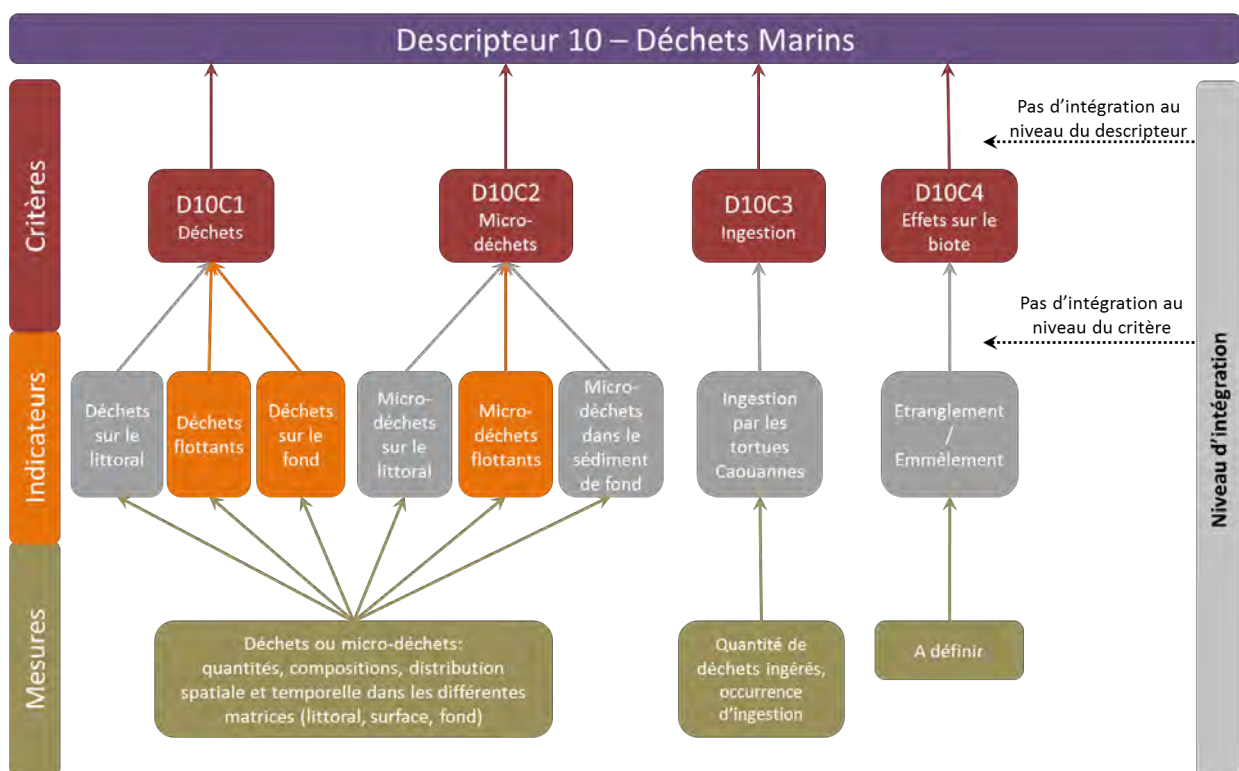 Descripteur 10 – Déchets Marins
Critères
Pas d'intégration au
niveau du descripteur
D10C1
Déchets
D10C2
Micro-
déchets
D10C3
Ingestion
D10C4
Effets sur le
biote
Pas d'intégration au
niveau du critère
Indicateurs
Déchets
sur le
littoral
Déchets
flottants
Déchets
sur le
fond
Micro-
déchets
sur le
littoral
Micro-
déchets
flottants
Micro-
déchets
dans le
sédiment
de fond
Ingestion
par les
tortues
Caouannes
Etranglement
/
Emmêlement
Niveau d'intégration
Mesures
Déchets ou micro-déchets:
quantités, compositions, distribution
spatiale et temporelle dans les différentes
matrices (littoral, surface, fond)
Quantité de
déchets ingérés,
occurrence
d'ingestion
A définir